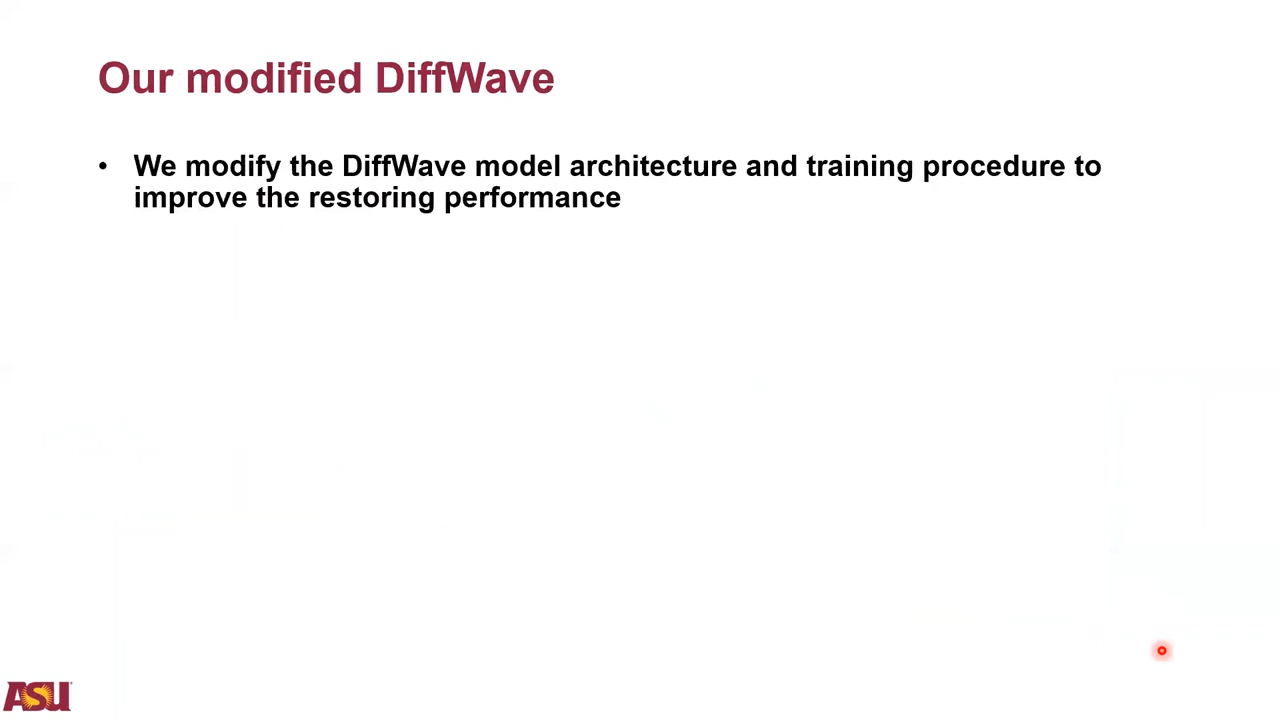 Our modified DiffWave
• We modify the DiffWave model architecture and training procedure to
improve the restoring performance
ASU